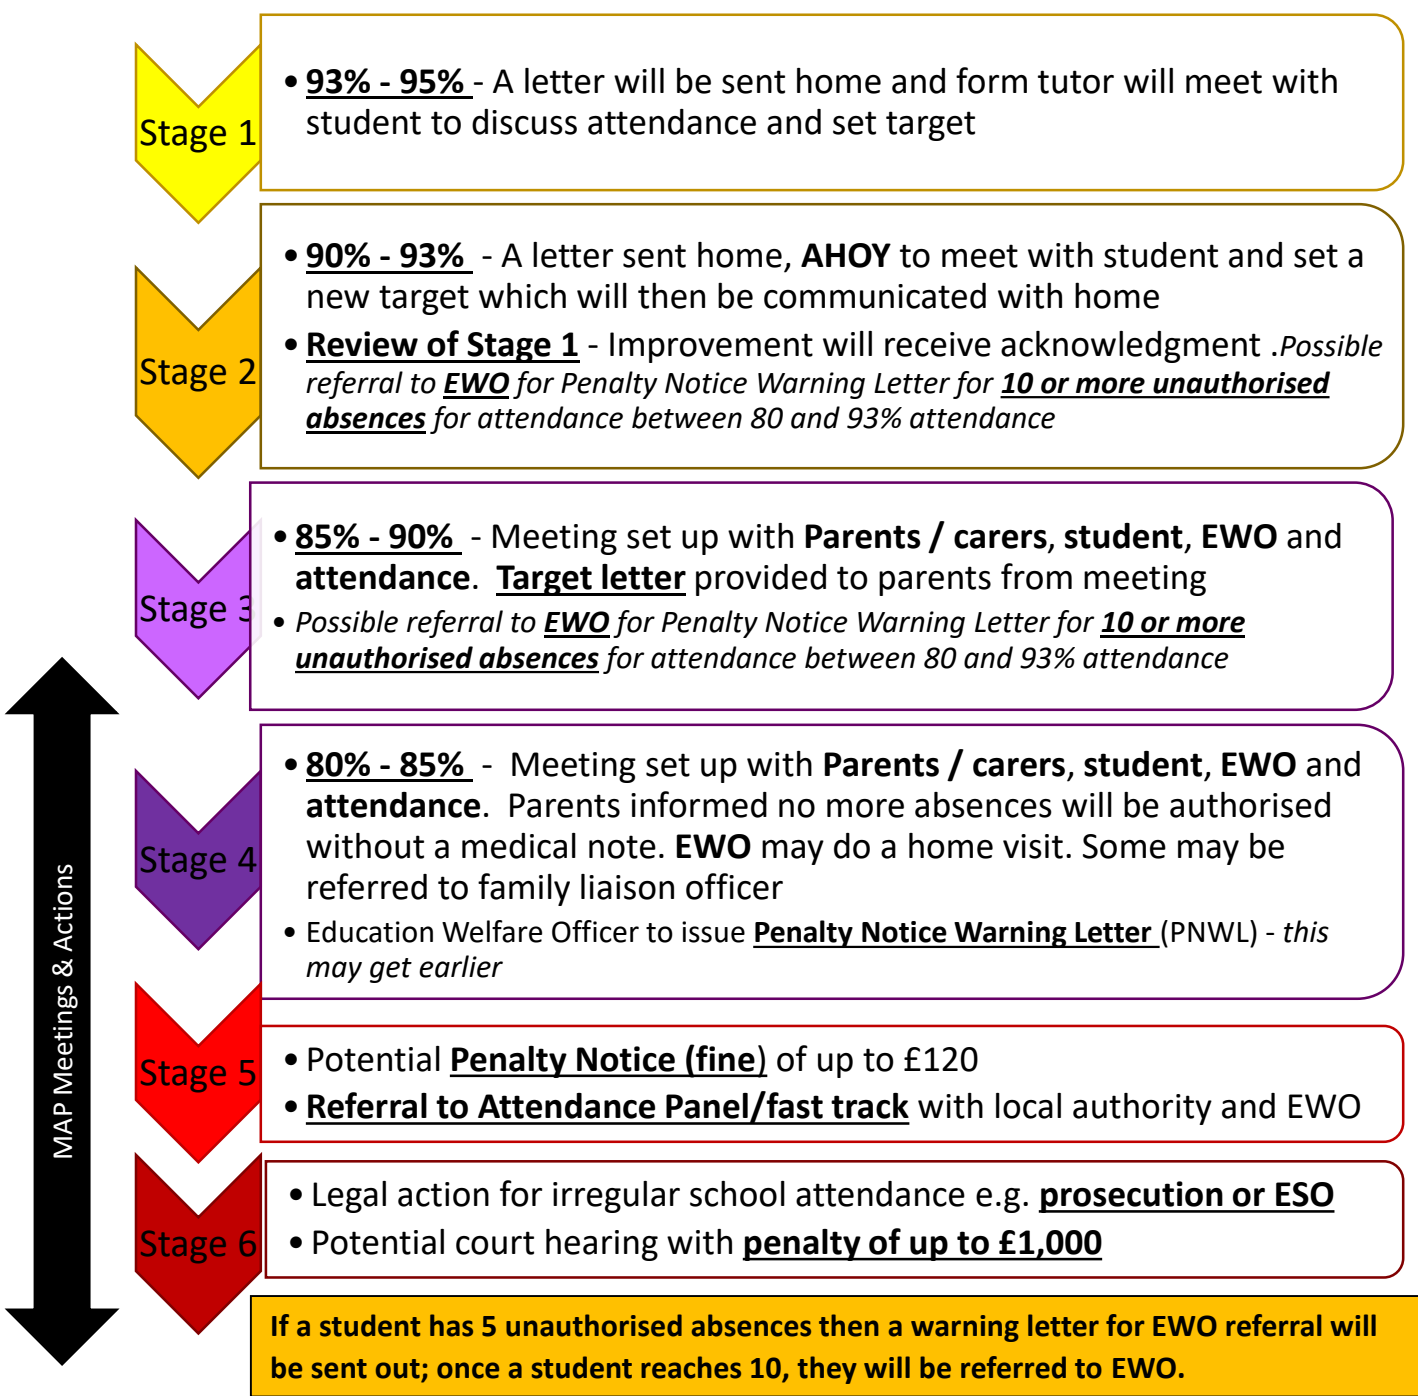 Stage 1
• 93% - 95% - A letter will be sent home and form tutor will meet with
student to discuss attendance and set target
Stage 2
• 90% - 93% - A letter sent home, AHOY to meet with student and set a
new target which will then be communicated with home
• Review of Stage 1 - Improvement will receive acknowledgment .Possible
referral to EWO for Penalty Notice Warning Letter for 10 or more unauthorised
absences for attendance between 80 and 93% attendance
Stage 3
• 85% - 90% - Meeting set up with Parents / carers, student, EWO and
attendance. Target letter provided to parents from meeting
• Possible referral to EWO for Penalty Notice Warning Letter for 10 or more
unauthorised absences for attendance between 80 and 93% attendance
Stage 4
• 80% - 85% - Meeting set up with Parents / carers, student, EWO and
attendance. Parents informed no more absences will be authorised
without a medical note. EWO may do a home visit. Some may be
referred to family liaison officer
• Education Welfare Officer to issue Penalty Notice Warning Letter (PNWL) - this
may get earlier
Stage 5
• Potential Penalty Notice (fine) of up to £120
• Referral to Attendance Panel/fast track with local authority and EWO
Stage 6
• Legal action for irregular school attendance e.g. prosecution or ESO
• Potential court hearing with penalty of up to £1,000
MAP Meetings & Actions
If a student has 5 unauthorised absences then a warning letter for EWO referral will
be sent out; once a student reaches 10, they will be referred to EWO.